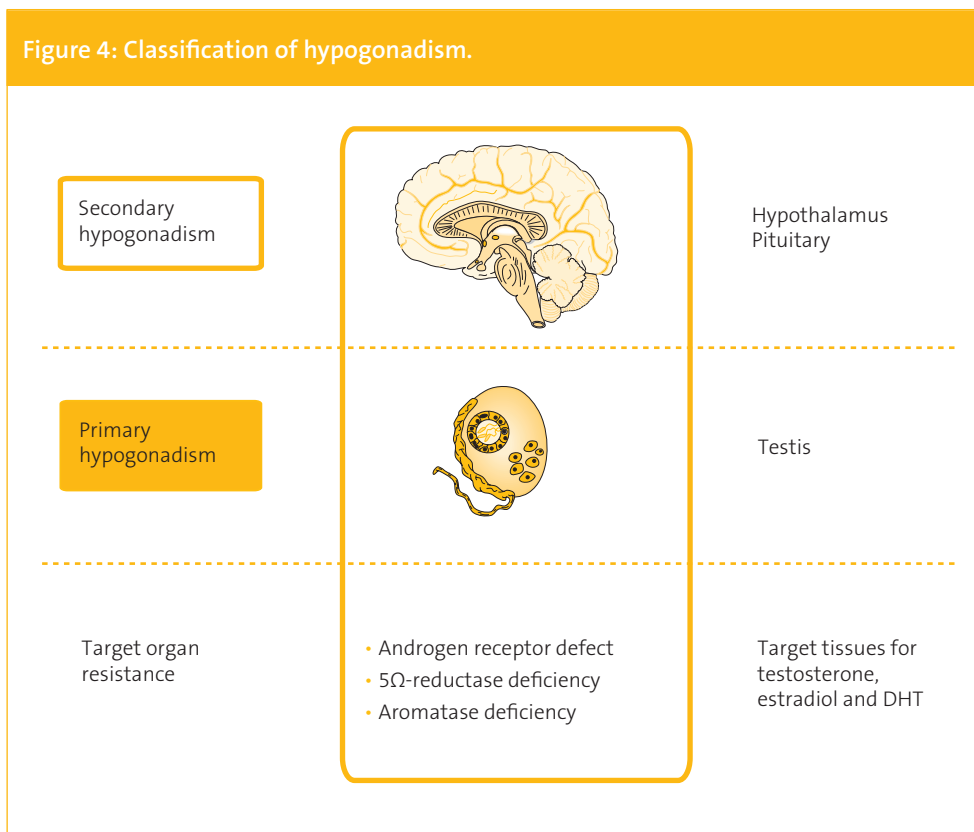 Figure 4: Classification of hypogonadism.
Secondary
hypogonadism
Hypothalamus
Pituitary
Primary
hypogonadism
Testis
Target organ
resistance
• Androgen receptor defect
• 5Ω-reductase deficiency
• Aromatase deficiency
Target tissues for
testosterone,
estradiol and DHT